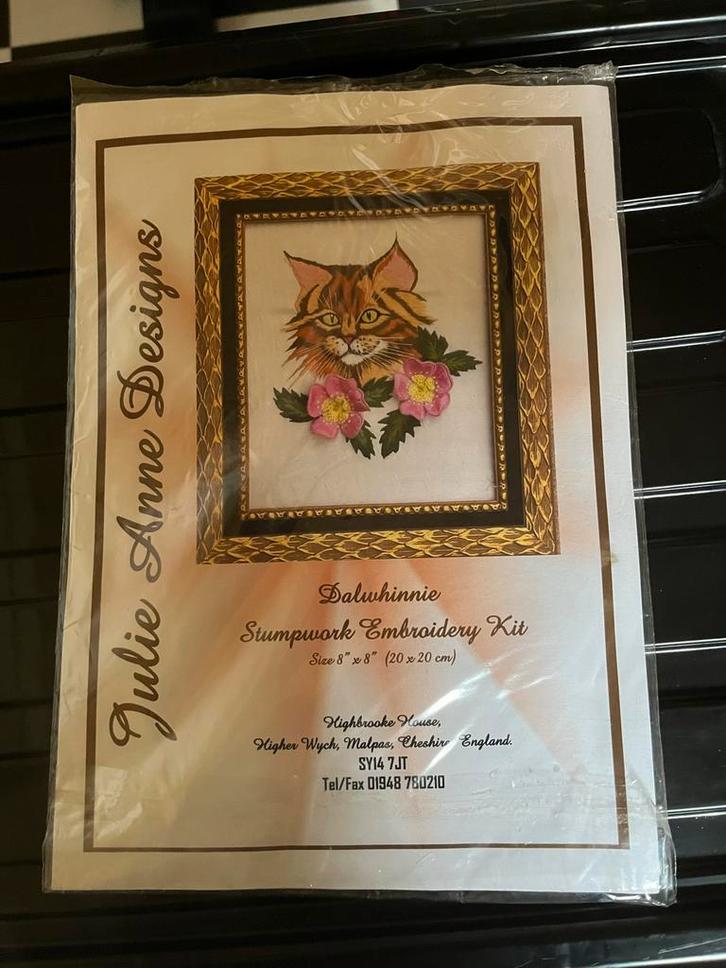 Julie Anne Designs
Dalwhinnie
Stumpwork Embroidery Kit
Size 8" x 8" (20 x 20 cm)
Highbrooke House,
Higher Wych, Malpas, Cheshire, England.
SY14 7JT
Tel/Fax 01948 780210